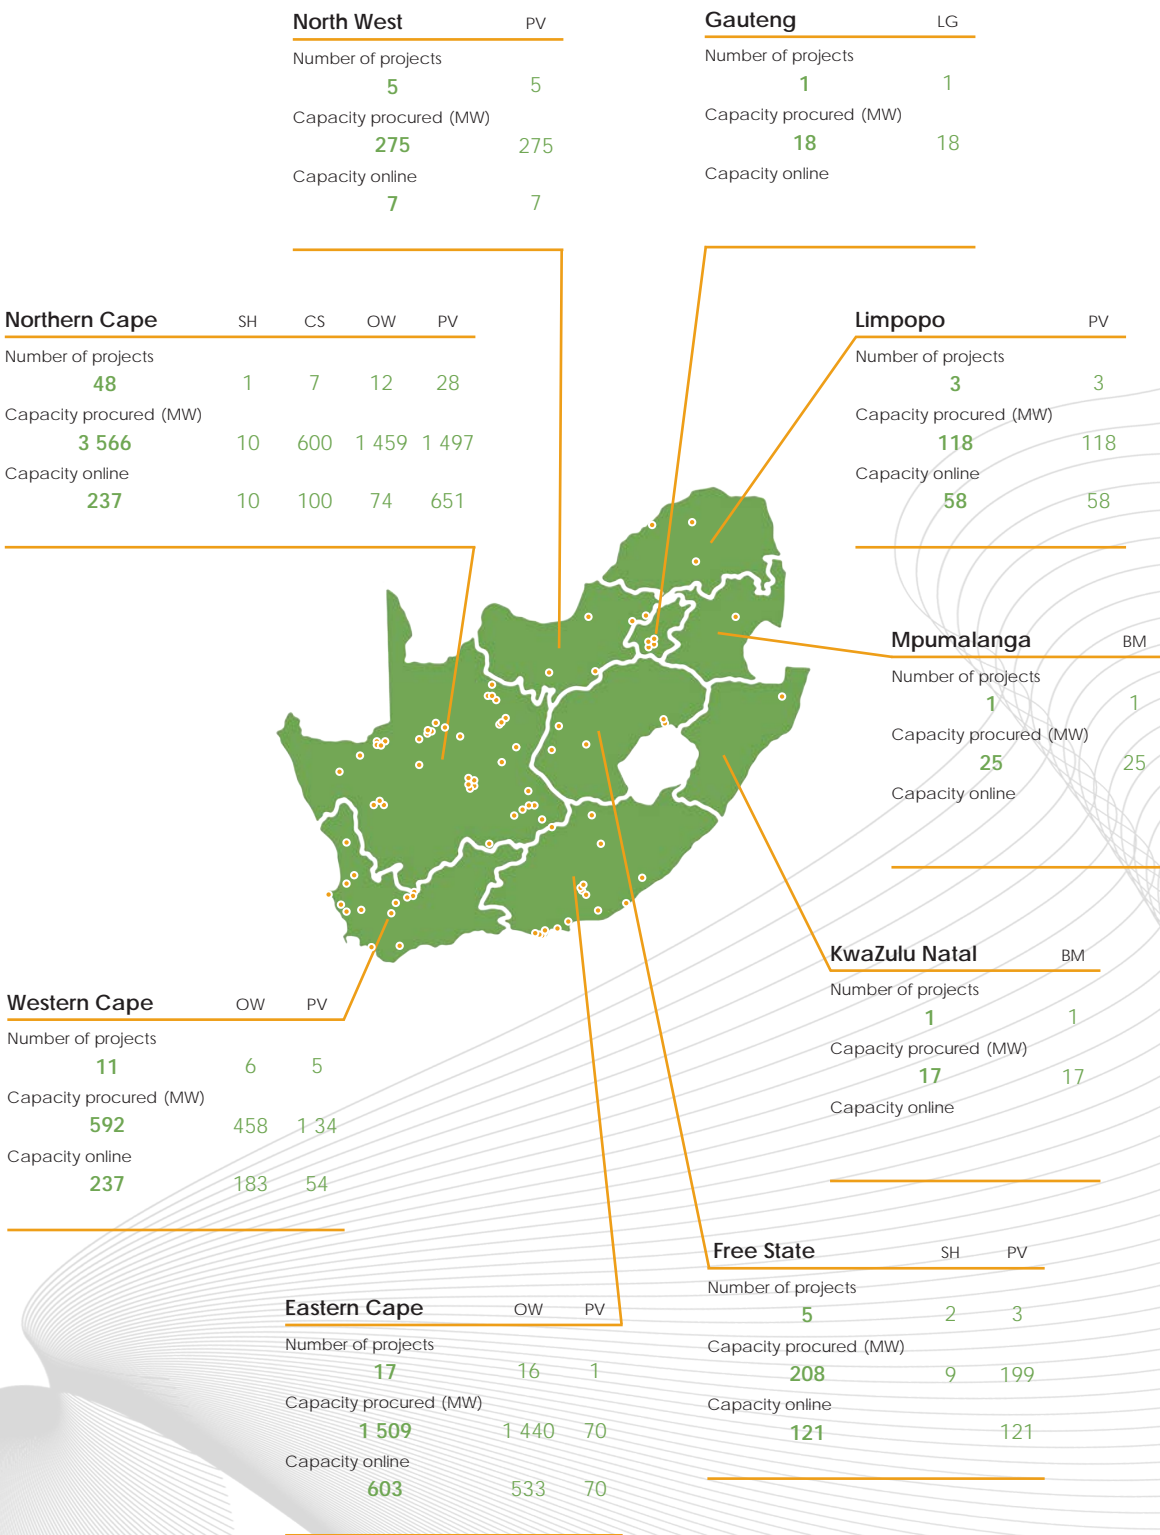 North West PV
Number of projects
5 5
Capacity procured (MW)
275 275
Capacity online
7 7
Gauteng LG
Number of projects
1 1
Capacity procured (MW)
18 18
Capacity online
Northern Cape SH CS OW PV
Number of projects
48 1 7 12 28
Capacity procured (MW)
3 566 10 600 1 459 1 497
Capacity online
237 10 100 74 651
Limpopo PV
Number of projects
3 3
Capacity procured (MW)
118 118
Capacity online
58 58
Mpumalanga BM
Number of projects
1 1
Capacity procured (MW)
25 25
Capacity online
KwaZulu Natal BM
Number of projects
1 1
Capacity procured (MW)
17 17
Capacity online
Western Cape OW PV
Number of projects
11 6 5
Capacity procured (MW)
592 458 1 34
Capacity online
237 183 54
Free State SH PV
Number of projects
5 2 3
Capacity procured (MW)
208 9 199
Capacity online
121 121
Eastern Cape OW PV
Number of projects
17 16 1
Capacity procured (MW)
1 509 1 440 70
Capacity online
603 533 70